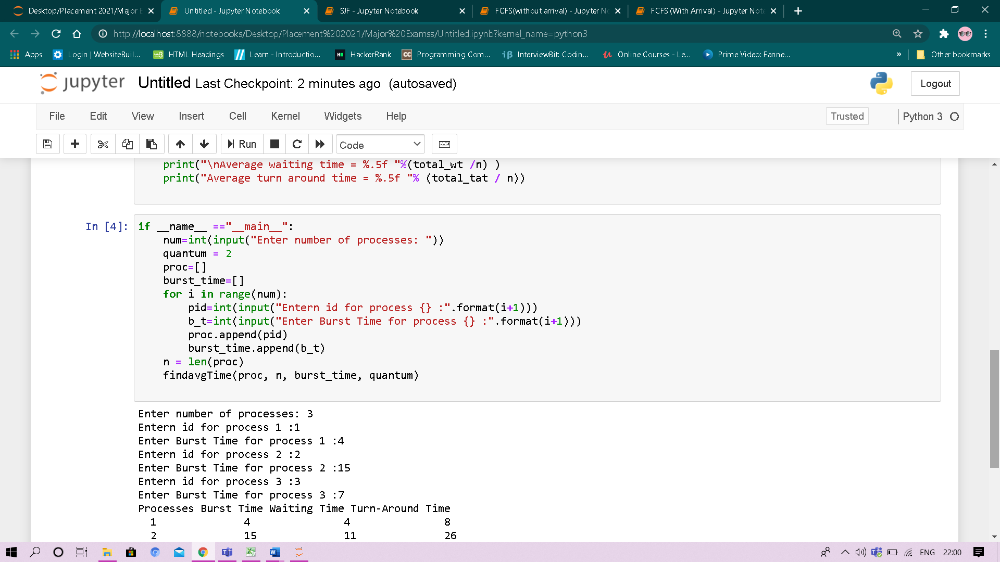 Desktop/Placement 2021/Major E
Untitled - Jupyter Notebook
SJF - Jupyter Notebook
FCFS(without arrival) - Jupyter No
FCFS (With Arrival) - Jupyter Note
http://localhost:8888/notebooks/Desktop/Placement%202021/Major%20Examss/Untitled.ipynb?kernel_name=python3
Apps
Login | WebsiteBuil...
HTML Headings
Learn - Introductio...
HackerRank
Programming Com...
InterviewBit: Codin...
Online Courses - Le...
Prime Video: Fanne...
»
Other bookmarks
jupyter Untitled Last Checkpoint: 2 minutes ago (autosaved)
Logout
File Edit View Insert Cell Kernel Widgets Help
Trusted
Python 3
Run
Code
print("\nAverage waiting time = %.5f "%(total_wt /n) )
print("Average turn around time = %.5f "% (total_tat / n))
In [4]: if __name__ =="__main__":
num=int(input("Enter number of processes: "))
quantum = 2
proc=[]
burst_time=[]
for i in range(num):
pid=int(input("Entern id for process {} :".format(i+1)))
b_t=int(input("Enter Burst Time for process {} :".format(i+1)))
proc.append(pid)
burst_time.append(b_t)
n = len(proc)
findavgTime(proc, n, burst_time, quantum)
Enter number of processes: 3
Entern id for process 1 :1
Enter Burst Time for process 1 :4
Entern id for process 2 :2
Enter Burst Time for process 2 :15
Entern id for process 3 :3
Enter Burst Time for process 3 :7
Processes Burst Time Waiting Time Turn-Around Time
1 4 4 8
2 15 11 26
ENG 22:00